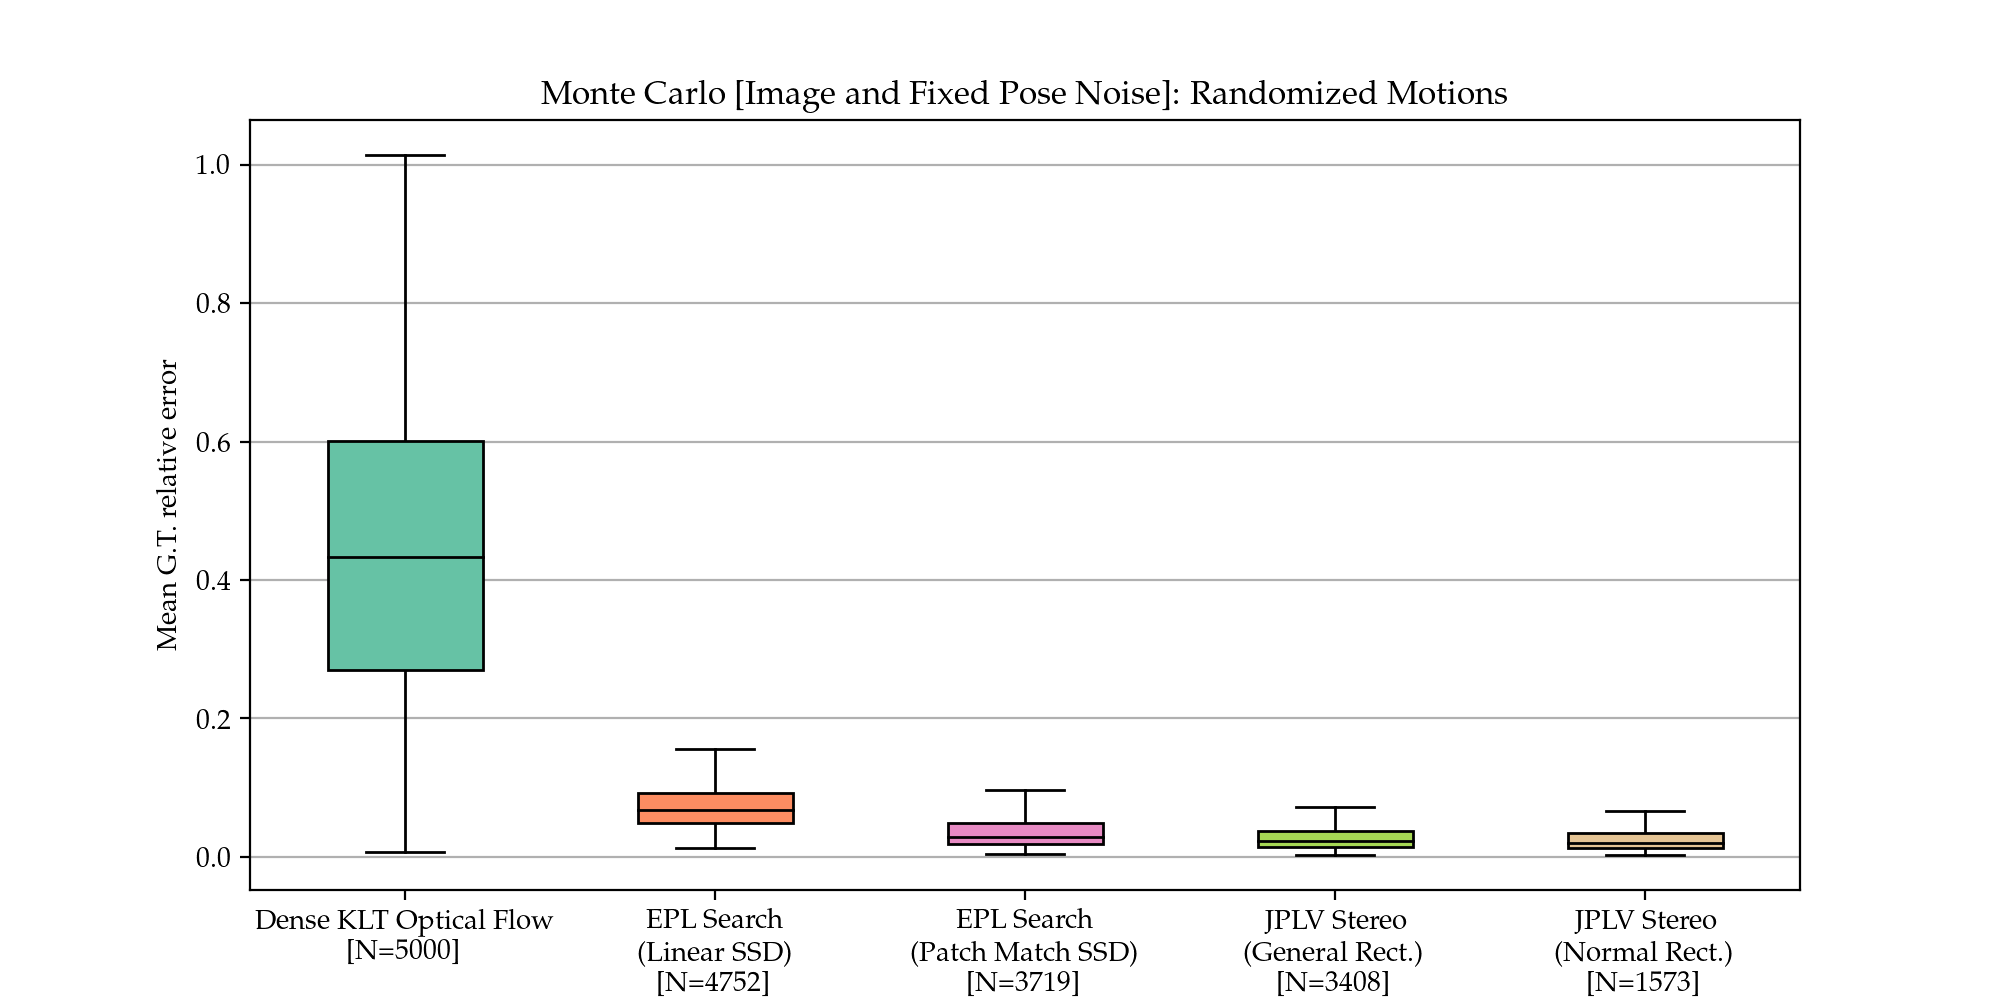 Monte Carlo [Image and Fixed Pose Noise]: Randomized Motions
Mean G.T. relative error
1.0
0.8
0.6
0.4
0.2
0.0
Dense KLT Optical Flow
[N=5000]
EPL Search
(Linear SSD)
[N=4752]
EPL Search
(Patch Match SSD)
[N=3719]
JPLV Stereo
(General Rect.)
[N=3408]
JPLV Stereo
(Normal Rect.)
[N=1573]